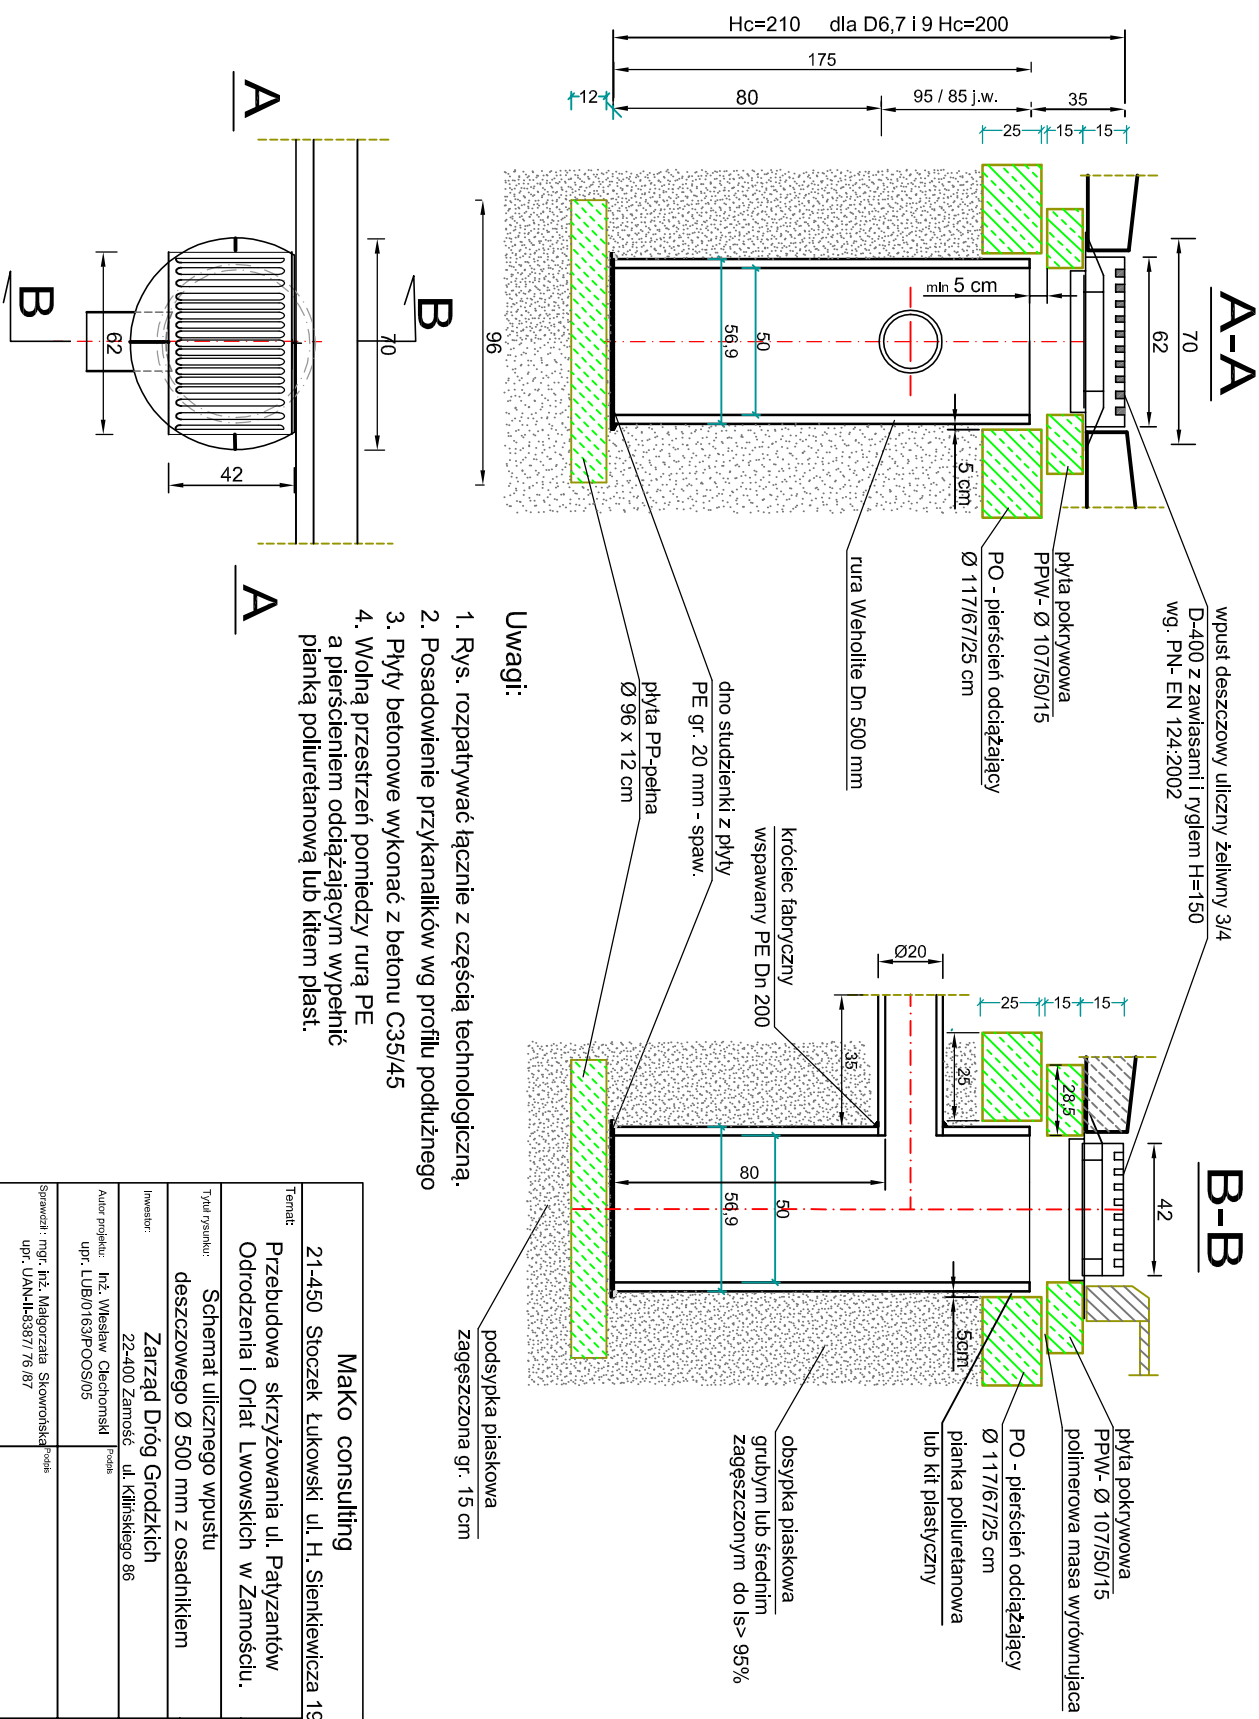 Hc=210 dla D6,7 i 9 Hc=200
175
80
95 / 85 j.w.
35
12
25
15
15
A-A
70
62
min 5 cm
50
56,9
5 cm
96
wpust deszczowy uliczny żeliwny 3/4
D-400 z zawiasami i ryglem H=150
wg. PN- EN 124:2002
płyta pokrywowa
PPW- Ø 107/50/15
PO - pierścień odciążający
Ø 117/67/25 cm
rura Weholite Dn 500 mm
dno studzienki z płyty
PE gr. 20 mm - spaw.
płyta PP-pełna
Ø 96 x 12 cm
króciec fabryczny
wspawany PE Dn 200
B-B
42
Ø20
25
15
15
28,5
25
35
80
50
56,9
5cm
płyta pokrywowa
PPW- Ø 107/50/15
polimerowa masa wyrównujaca
PO - pierścień odciążający
Ø 117/67/25 cm
pianka poliuretanowa
lub kit plastyczny
obsypka piaskowa
grubym lub średnim
zagęszczonym do Is> 95%
podsypka piaskowa
zagęszczona gr. 15 cm
A
A
B
B
70
62
42
Uwagi:
1. Rys. rozpatrywać łącznie z częścią technologiczną.
2. Posadowienie przykanalików wg profilu podłużnego
3. Płyty betonowe wykonać z betonu C35/45
4. Wolną przestrzeń pomiedzy rurą PE
a pierścieniem odciążającym wypełnić
pianką poliuretanową lub kitem plast.
MaKo consulting
21-450 Stoczek Łukowski ul. H. Sienkiewicza 19
Temat:
Przebudowa skrzyżowania ul. Patyzantów
Odrodzenia i Orlat Lwowskich w Zamościu.
Tytuł rysunku:
Schemat ulicznego wpustu
deszczowego Ø 500 mm z osadnikiem
Inwestor:
Zarząd Dróg Grodzkich
22-400 Zamość ul. Kilińskiego 86
Autor projektu: Inż. Wiesław Ciechomski
upr. LUB/0163/POOS/05
Podpis
Sprawdził: mgr. inż. Małgorzata Skowrońska
upr. UAN-II-8387/ 76 /87
Podpis